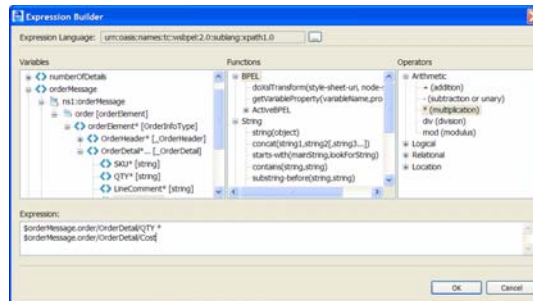 Expression Builder
Expression Language: urn:oasis:names:tc:wsbpel:2.0:sublang:xpath1.0 ...
Variables
numberOfDetails
orderMessage
ns1:orderMessage
order [orderElement]
orderElement* [OrderInfoType]
OrderHeader* [_OrderHeader]
OrderDetail*... [_OrderDetail]
SKU* [string]
QTY* [string]
LineComment* [string]
Functions
BPEL
doXslTransform(style-sheet-uri, node-s
getVariableProperty(variableName,pro
ActiveBPEL
String
string(object)
concat(string1,string2[,string3...])
starts-with(mainString,lookForString)
contains(string,string)
substring-before(string,string)
Operators
Arithmetic
+ (addition)
- (subtraction or unary)
* (multiplication)
div (division)
mod (modulus)
Logical
Relational
Location
Expression:
$orderMessage.order/OrderDetail/QTY *
$orderMessage.order/OrderDetail/Cost
OK Cancel